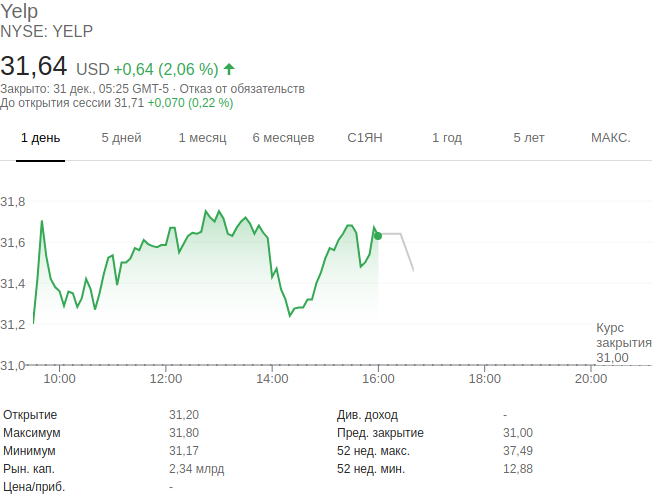 Yelp
NYSE: YELP
31,64 USD +0,64 (2,06 %)
Закрыто: 31 дек., 05:25 GMT-5 · Отказ от обязательств
До открытия сессии 31,71 +0,070 (0,22 %)
1 день 5 дней 1 месяц 6 месяцев С1ЯН 1 год 5 лет МАКС.
31,8
31,6
31,4
31,2
Курс
закрытия
31,00
31,0
10:00 12:00 14:00 16:00 18:00 20:00
Открытие 31,20 Див. доход -
Максимум 31,80 Пред. закрытие 31,00
Минимум 31,17 52 нед. макс. 37,49
Рын. кап. 2,34 млрд 52 нед. мин. 12,88
Цена/приб. -